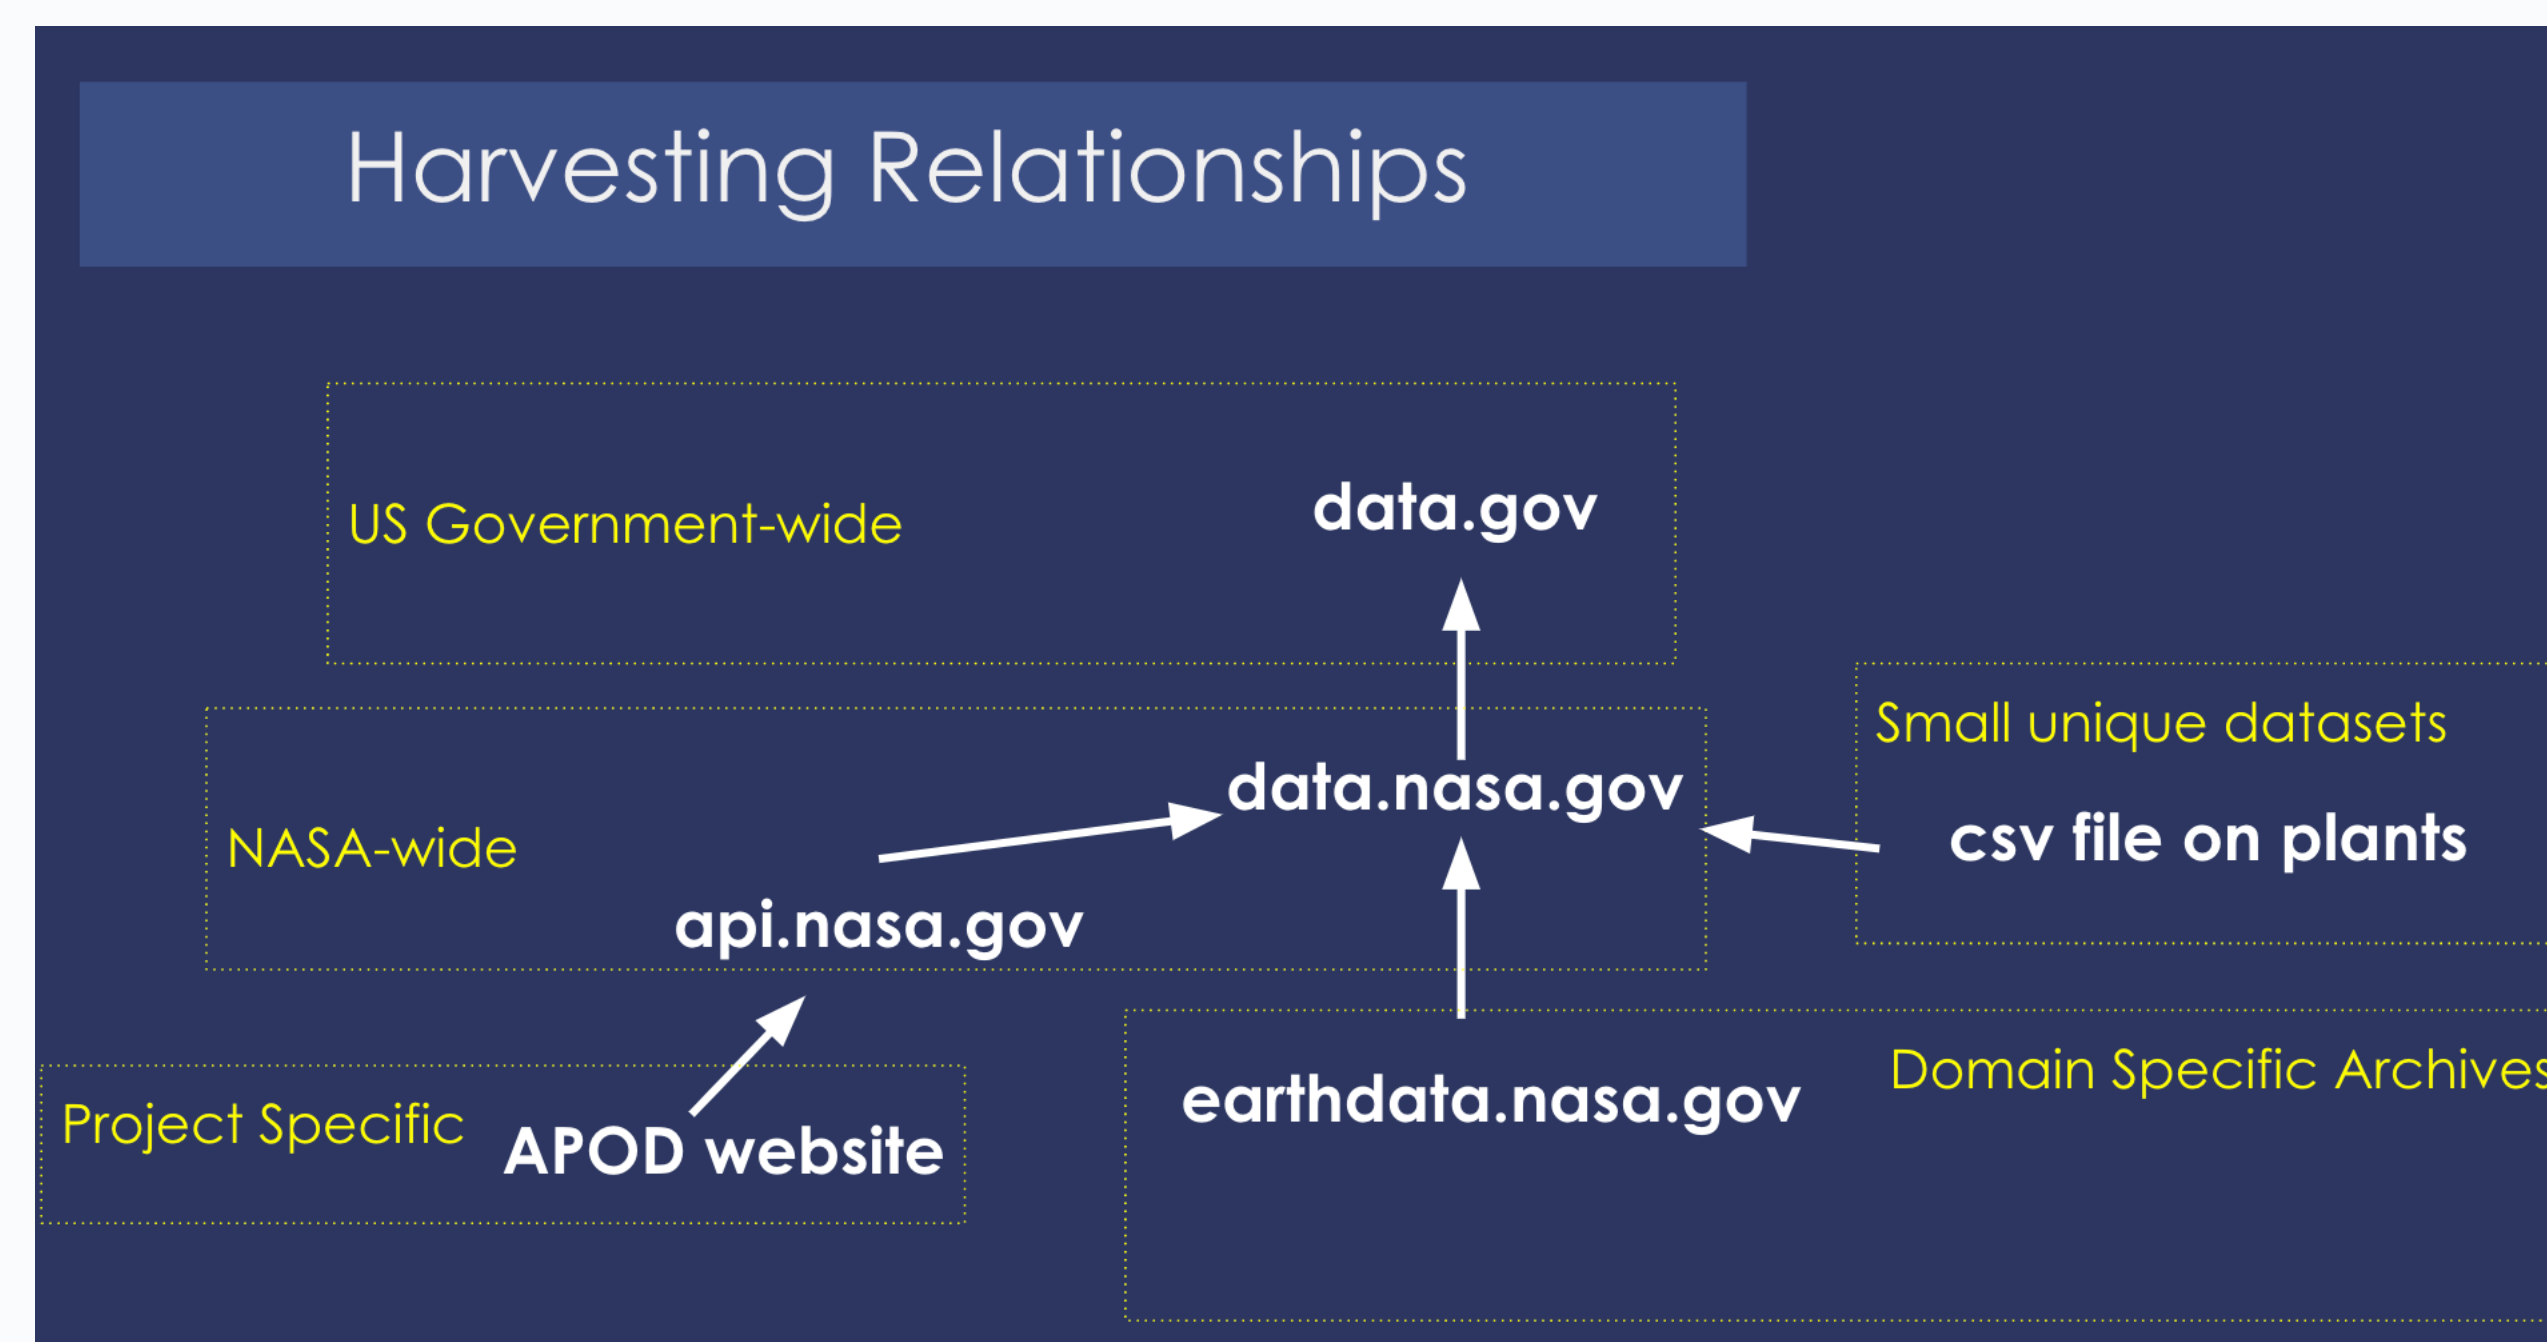 Harvesting Relationships
US Government-wide
data.gov
Small unique datasets
data.nasa.gov
csv file on plants
NASA-wide
api.nasa.gov
Domain Specific Archives
earthdata.nasa.gov
Project Specific
APOD website